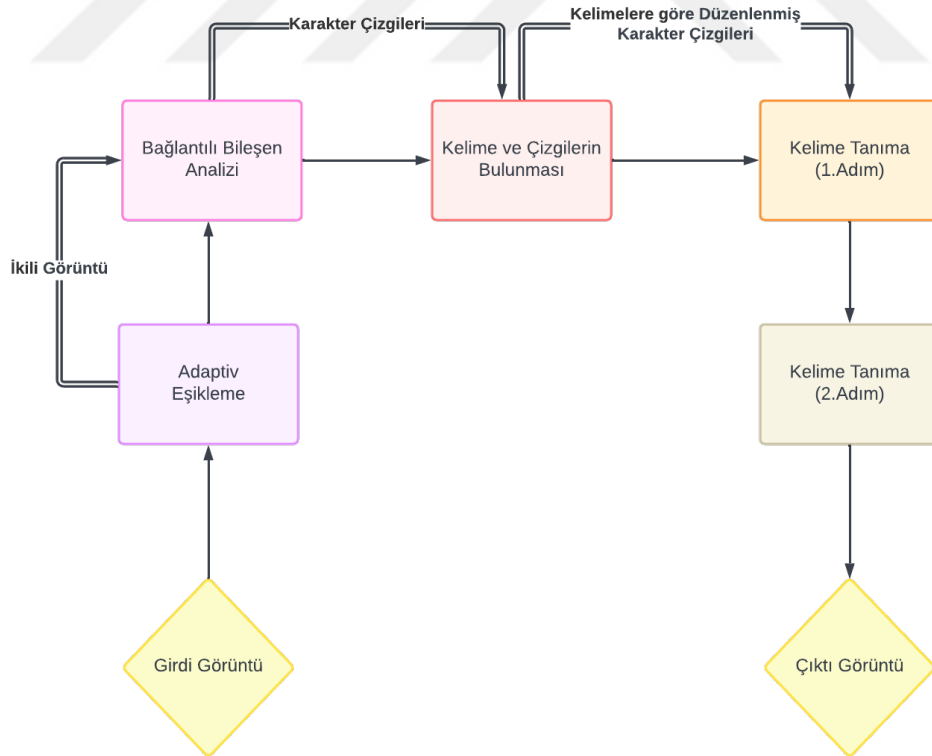 Karakter Çizgileri
Kelimelere göre Düzenlenmiş
Karakter Çizgileri
Bağlantılı Bileşen
Analizi
Kelime ve Çizgilerin
Bulunması
Kelime Tanıma
(1.Adım)
İkili Görüntü
Adaptiv
Eşikleme
Kelime Tanıma
(2.Adım)
Girdi Görüntü
Çıktı Görüntü